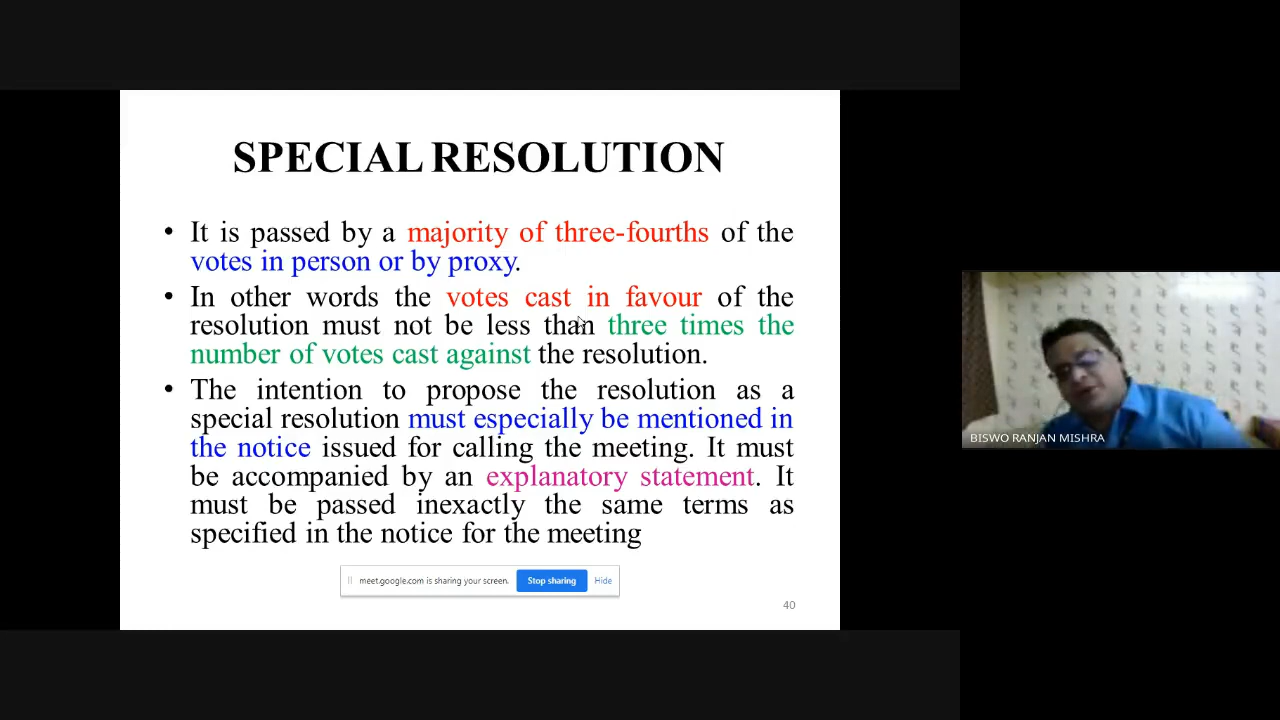 SPECIAL RESOLUTION
• It is passed by a majority of three-fourths of the
votes in person or by proxy.
• In other words the votes cast in favour of the
resolution must not be less than three times the
number of votes cast against the resolution.
• The intention to propose the resolution as a
special resolution must especially be mentioned in
the notice issued for calling the meeting. It must
be accompanied by an explanatory statement. It
must be passed inexactly the same terms as
specified in the notice for the meeting
meet.google.com is sharing your screen. Stop sharing Hide
40
BISWO RANJAN MISHRA